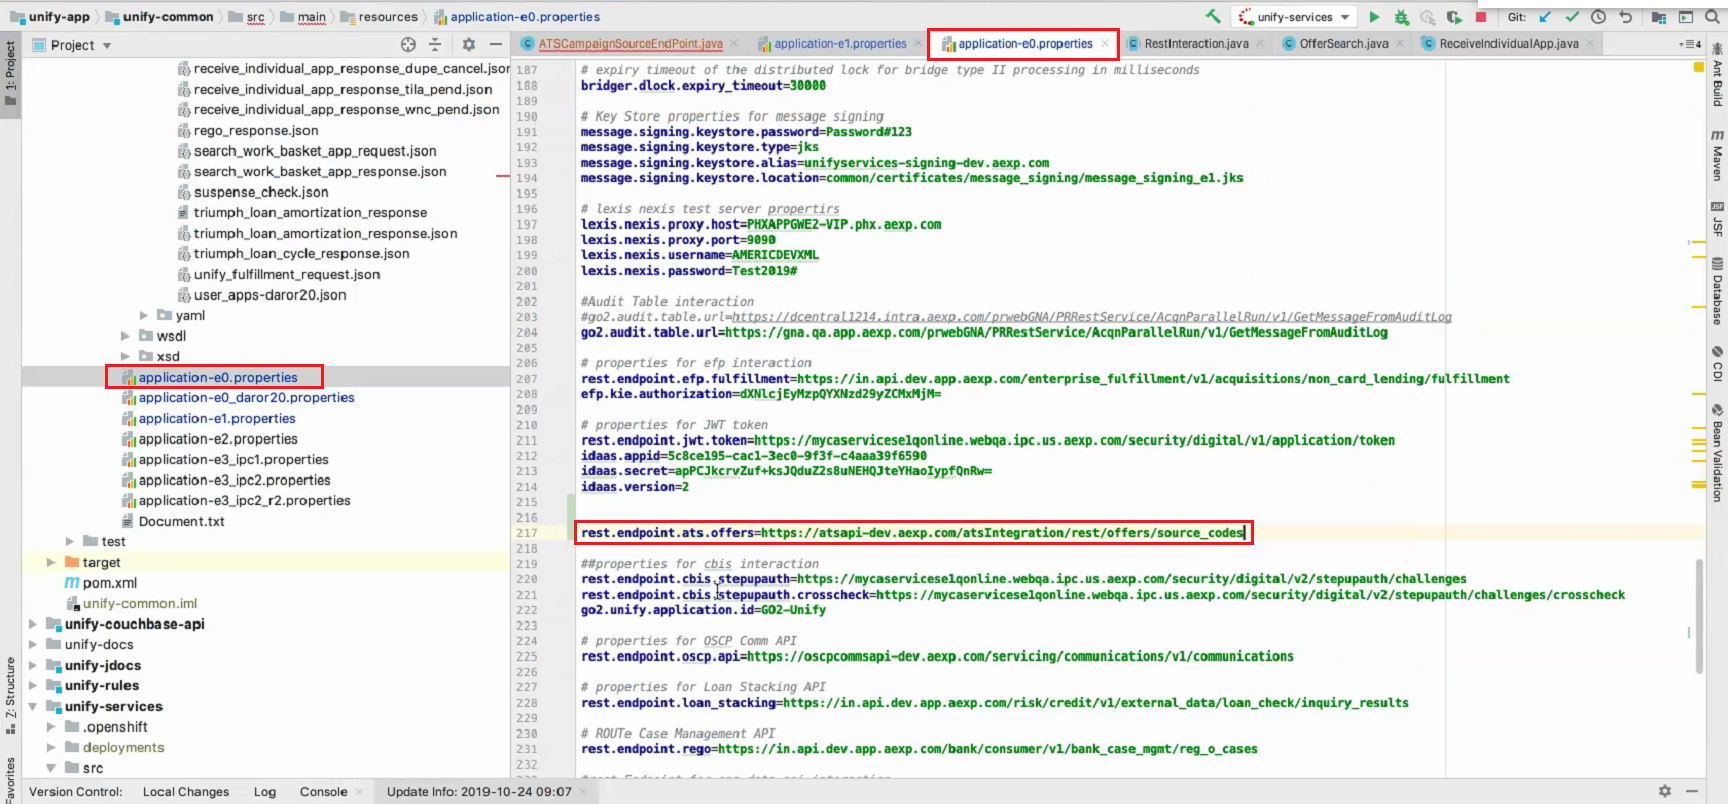 unify-app
unify-common
src
main
resources
application-e0.properties
unify-services
Git:
Project
ATSCampaignSourceEndPoint.java
application-e1.properties
application-e0.properties
RestInteraction.java
OfferSearch.java
ReceiveIndividualApp.java
1: Project
Z: Structure
Favorites
receive_individual_app_response_dupe_cancel.json
receive_individual_app_response_tila_pend.json
receive_individual_app_response_wnc_pend.json
rego_response.json
search_work_basket_app_request.json
search_work_basket_app_response.json
suspense_check.json
triumph_loan_amortization_response
triumph_loan_amortization_response.json
triumph_loan_cycle_response.json
unify_fulfillment_request.json
user_apps-daror20.json
yaml
wsdl
xsd
application-e0.properties
application-e0_daror20.properties
application-e1.properties
application-e2.properties
application-e3_ipc1.properties
application-e3_ipc2.properties
application-e3_ipc2_r2.properties
Document.txt
test
target
pom.xml
unify-common.iml
unify-couchbase-api
unify-docs
unify-jdocs
unify-rules
unify-services
.openshift
deployments
src
187 # expiry timeout of the distributed lock for bridge type II processing in milliseconds
188 bridger.dlock.expiry_timeout=30000
189
190 # Key Store properties for message signing
191 message.signing.keystore.password=Password#123
192 message.signing.keystore.type=jks
193 message.signing.keystore.alias=unifyservices-signing-dev.aexp.com
194 message.signing.keystore.location=common/certificates/message_signing/message_signing_e1.jks
195
196 # lexis nexis test server propertirs
197 lexis.nexis.proxy.host=PHXAPPGWE2-VIP.phx.aexp.com
198 lexis.nexis.proxy.port=9090
199 lexis.nexis.username=AMERICDEVXML
200 lexis.nexis.password=Test2019#
201
202 #Audit Table interaction
203 #go2.audit.table.url=https://dcentral1214.intra.aexp.com/prwebGNA/PRRestService/AcqnParallelRun/v1/GetMessageFromAuditLog
204 go2.audit.table.url=https://gna.qa.app.aexp.com/prwebGNA/PRRestService/AcqnParallelRun/v1/GetMessageFromAuditLog
205
206 # properties for efp interaction
207 rest.endpoint.efp.fulfillment=https://in.api.dev.app.aexp.com/enterprise_fulfillment/v1/acquisitions/non_card_lending/fulfillment
208 efp.kie.authorization=dXNlcjEyMzpQYXNzd29yZCMxMjM=
209
210 # properties for JWT token
211 rest.endpoint.jwt.token=https://mycaservicese1qonline.webqa.ipc.us.aexp.com/security/digital/v1/application/token
212 idaas.appid=5c8ce195-cac1-3ec0-9f3f-c4aaa39f6590
213 idaas.secret=apPCJkcrvZuf+ksJQduZ2s8uNEHQJteYHaoIypfQnRw=
214 idaas.version=2
215
216
217 rest.endpoint.ats.offers=https://atsapi-dev.aexp.com/atsIntegration/rest/offers/source_codes
218
219 ##properties for cbis interaction
220 rest.endpoint.cbis.stepupauth=https://mycaservicese1qonline.webqa.ipc.us.aexp.com/security/digital/v2/stepupauth/challenges
221 rest.endpoint.cbis.stepupauth.crosscheck=https://mycaservicese1qonline.webqa.ipc.us.aexp.com/security/digital/v2/stepupauth/challenges/crosscheck
222 go2.unify.application.id=GO2-Unify
223
224 # properties for OSCP Comm API
225 rest.endpoint.oscp.api=https://oscpcommsapi-dev.aexp.com/servicing/communications/v1/communications
226
227 # properties for Loan Stacking API
228 rest.endpoint.loan_stacking=https://in.api.dev.app.aexp.com/risk/credit/v1/external_data/loan_check/inquiry_results
229
230 # ROUTe Case Management API
231 rest.endpoint.rego=https://in.api.dev.app.aexp.com/bank/consumer/v1/bank_case_mgmt/reg_o_cases
232
Ant Build
Maven
JSF
Database
CDI
Bean Validation
Version Control:
Local Changes
Log
Console
Update Info: 2019-10-24 09:07